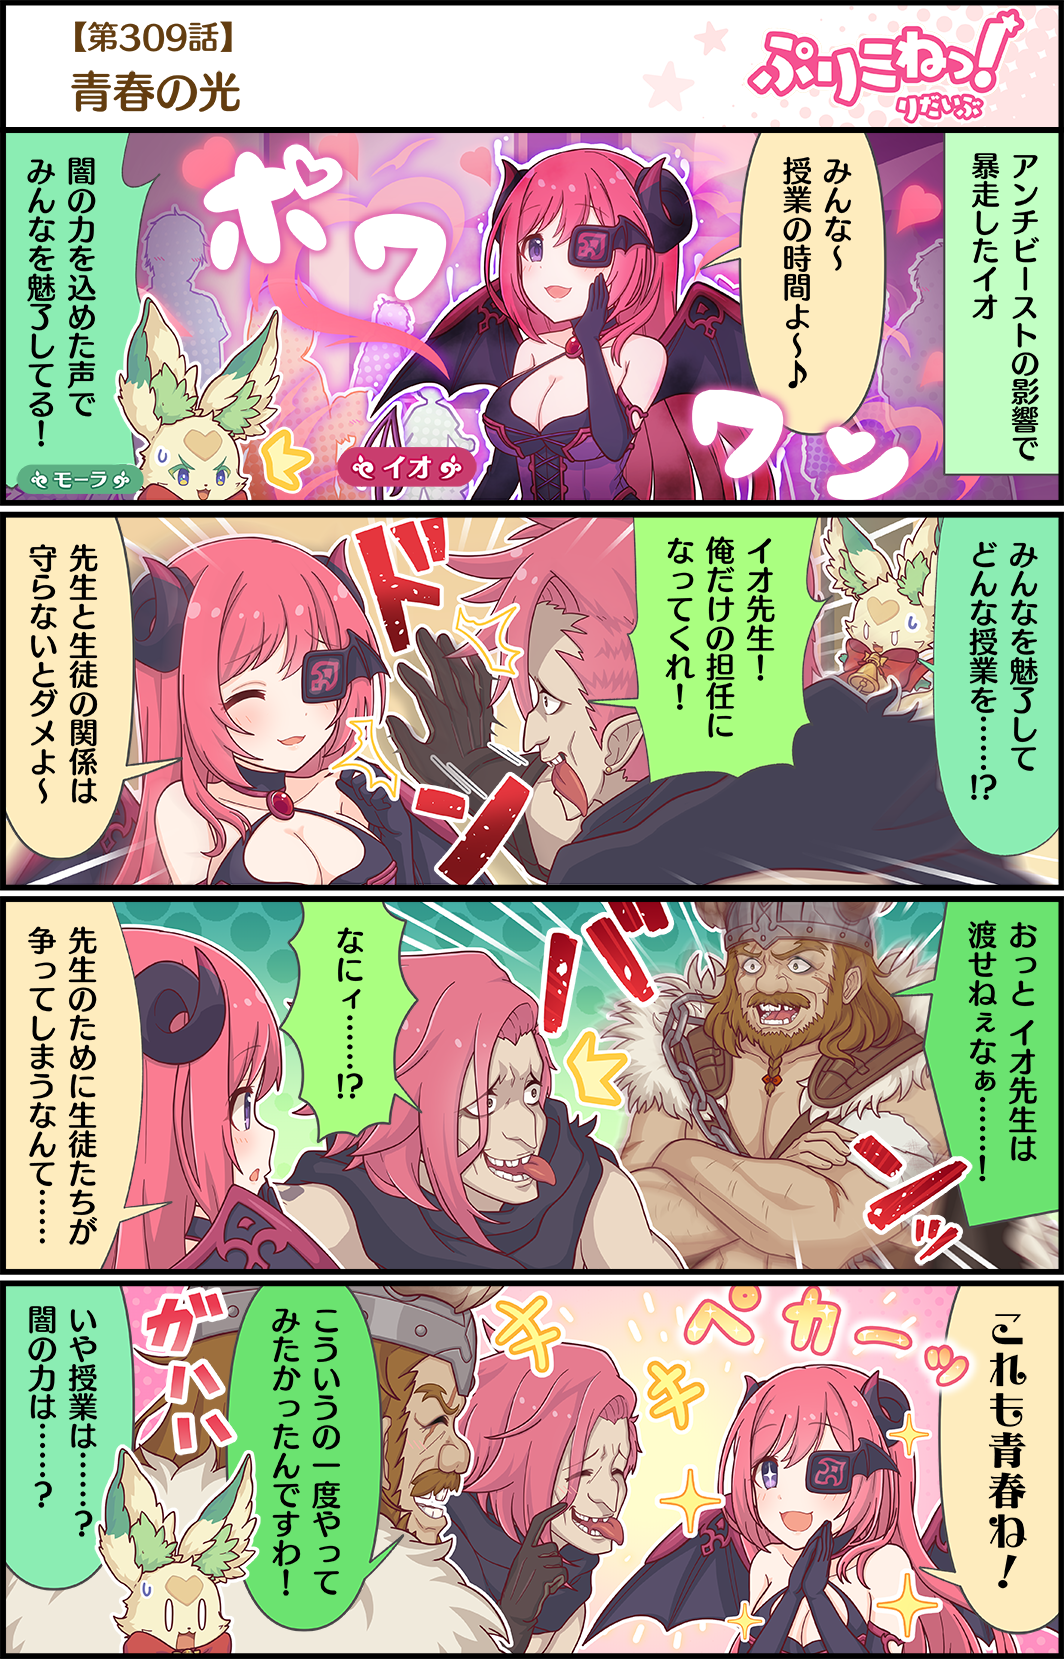 【第309話】
青春の光
ぷりこねっ!
りだいぶ
アンチビーストの影響で
暴走したイオ
みんな〜
授業の時間よ〜♪
ポワワン
イオ
闇の力を込めた声で
みんなを魅了してる!
モーラ
みんなを魅了して
どんな授業を……!?
イオ先生!
俺だけの担任に
なってくれ!
ドンッ
先生と生徒の関係は
守らないとダメよ〜
おっとイオ先生は
渡せねぇなぁ……!
バーンッ
なにィ……!?
先生のために生徒たちが
争ってしまうなんて……
これも青春ね!
ペカーッ
キャキャ
こういうの一度やって
みたかったんですわ!
ガハハハ
いや授業は……?
闇の力は……?